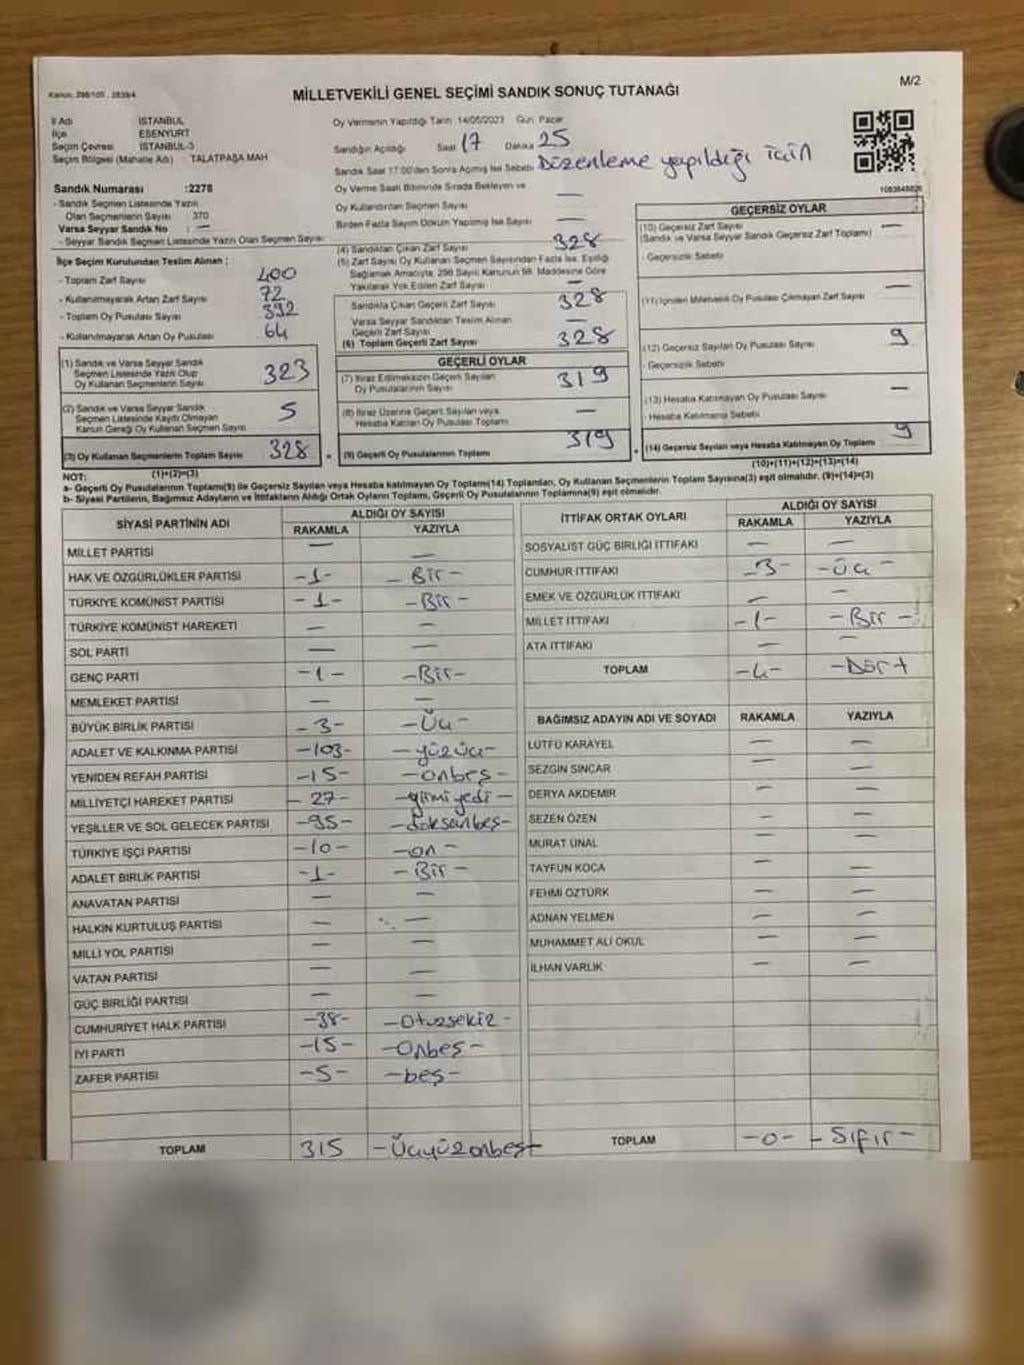 Kanun: 298/105 , 2839/4
M/2
MİLLETVEKİLİ GENEL SEÇİMİ SANDIK SONUÇ TUTANAĞI
İl Adı İSTANBUL
İlçe ESENYURT
Seçim Çevresi İSTANBUL-3
Seçim Bölgesi (Mahalle Adı) TALATPAŞA MAH
Oy Vermenin Yapıldığı Tarih 14/05/2023 Gün Pazar
Sandığın Açıldığı Saat 17 Dakika 25
Sandık Saat 17:00'den Sonra Açılmış İse Sebebi Düzenleme yapıldığı için
Sandık Numarası :2278
- Sandık Seçmen Listesinde Yazılı
Olan Seçmenlerin Sayısı 370
Varsa Seyyar Sandık No : —
- Seyyar Sandık Seçmen Listesinde Yazılı Olan Seçmen Sayısı
İlçe Seçim Kurulundan Teslim Alınan :
- Toplam Zarf Sayısı 400
- Kullanılmayarak Artan Zarf Sayısı 72
- Toplam Oy Pusulası Sayısı 392
- Kullanılmayarak Artan Oy Pusulası 64
(1) Sandık ve Varsa Seyyar Sandık
Seçmen Listesinde Yazılı Olup
Oy Kullanan Seçmenlerin Sayısı 323
(2) Sandık ve Varsa Seyyar Sandık
Seçmen Listesinde Kayıtlı Olmayan
Kanun Gereği Oy Kullanan Seçmen Sayısı 5
(3) Oy Kullanan Seçmenlerin Toplam Sayısı 328
(1)+(2)=(3)
Oy Verme Saati Bitiminde Sırada Bekleyen ve
Oy Kullandırılan Seçmen Sayısı —
Birden Fazla Sayım Döküm Yapılmış İse Sayısı —
(4) Sandıktan Çıkan Zarf Sayısı 328
(5) Zarf Sayısı Oy Kullanan Seçmen Sayısından Fazla İse, Eşitliği
Sağlamak Amacıyla, 298 Sayılı Kanunun 98. Maddesine Göre
Yakılarak Yok Edilen Zarf Sayısı —
Sandıkta Çıkan Geçerli Zarf Sayısı 328
Varsa Seyyar Sandıktan Teslim Alınan
Geçerli Zarf Sayısı —
(6) Toplam Geçerli Zarf Sayısı 328
GEÇERLİ OYLAR
(7) İtiraz Edilmeksizin Geçerli Sayılan
Oy Pusulalarının Sayısı 319
(8) İtiraz Üzerine Geçerli Sayılan veya
Hesaba Katılan Oy Pusulası Toplamı —
(9) Geçerli Oy Pusulalarının Toplamı 319
GEÇERSİZ OYLAR
(10) Geçersiz Zarf Sayısı —
(Sandık ve Varsa Seyyar Sandık Geçersiz Zarf Toplamı)
- Geçersizlik Sebebi
(11) İçinden Milletvekili Oy Pusulası Çıkmayan Zarf Sayısı —
(12) Geçersiz Sayılan Oy Pusulası Sayısı 9
- Geçersizlik Sebebi
(13) Hesaba Katılmayan Oy Pusulası Sayısı —
- Hesaba Katılmama Sebebi
(14) Geçersiz Sayılan veya Hesaba Katılmayan Oy Toplamı 9
(10)+(11)+(12)+(13)=(14)
NOT:
a- Geçerli Oy Pusulaları Toplamı(9) ile Geçersiz Sayılan veya Hesaba katılmayan Oy Toplamı(14) Toplamları, Oy Kullanan Seçmenlerin Toplam Sayısına(3) eşit olmalıdır. (9)+(14)=(3)
b- Siyasi Partilerin, Bağımsız Adayların ve İttifakların Aldığı Ortak Oyların Toplamı, Geçerli Oy Pusulalarının Toplamına(9) eşit olmalıdır.
SİYASİ PARTİNİN ADI ALDIĞI OY SAYISI
RAKAMLA YAZIYLA
MİLLET PARTİSİ — —
HAK VE ÖZGÜRLÜKLER PARTİSİ -1- - Bir -
TÜRKİYE KOMÜNİST PARTİSİ -1- -Bir -
TÜRKİYE KOMÜNİST HAREKETİ — —
SOL PARTİ — —
GENÇ PARTİ -1- -Bir-
MEMLEKET PARTİSİ — —
BÜYÜK BİRLİK PARTİSİ -3- -Üç-
ADALET VE KALKINMA PARTİSİ -103- -yüzüç-
YENİDEN REFAH PARTİSİ -15- -onbeş-
MİLLİYETÇİ HAREKET PARTİSİ - 27- -yirmiyedi-
YEŞİLLER VE SOL GELECEK PARTİSİ -95- -doksanbeş-
TÜRKİYE İŞÇİ PARTİSİ -10- -on-
ADALET BİRLİK PARTİSİ -1- - Bir -
ANAVATAN PARTİSİ — —
HALKIN KURTULUŞ PARTİSİ — —
MİLLİ YOL PARTİSİ — —
VATAN PARTİSİ — —
GÜÇ BİRLİĞİ PARTİSİ — —
CUMHURİYET HALK PARTİSİ -38- -Otuzsekiz-
İYİ PARTİ -15- -Onbeş-
ZAFER PARTİSİ -5- -beş-
TOPLAM 315 -Üçyüzonbeş-
İTTİFAK ORTAK OYLARI ALDIĞI OY SAYISI
RAKAMLA YAZIYLA
SOSYALİST GÜÇ BİRLİĞİ İTTİFAKI — —
CUMHUR İTTİFAKI -3- -Üç -
EMEK VE ÖZGÜRLÜK İTTİFAKI — —
MİLLET İTTİFAKI -1- - Bir -
ATA İTTİFAKI — —
TOPLAM -4- -Dört
BAĞIMSIZ ADAYIN ADI VE SOYADI RAKAMLA YAZIYLA
LÜTFÜ KARAYEL — —
SEZGİN SİNCAR — —
DERYA AKDEMİR — —
SEZEN ÖZEN — —
MURAT ÜNAL — —
TAYFUN KOCA — —
FEHMİ ÖZTÜRK — —
ADNAN YELMEN — —
MUHAMMET ALİ OKUL — —
İLHAN VARLIK — —
TOPLAM -0- - Sıfır -